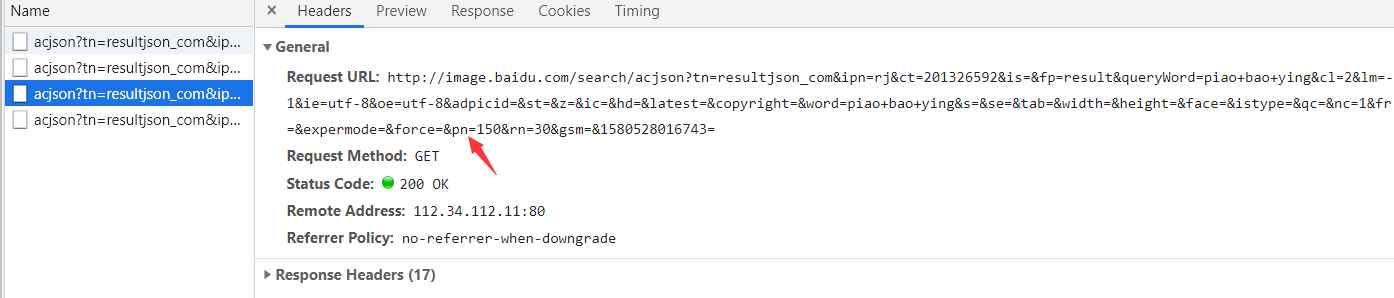 Name
× Headers Preview Response Cookies Timing
acjson?tn=resultjson_com&ip...
acjson?tn=resultjson_com&ip...
acjson?tn=resultjson_com&ip...
acjson?tn=resultjson_com&ip...
General
Request URL: http://image.baidu.com/search/acjson?tn=resultjson_com&ipn=rj&ct=201326592&is=&fp=result&queryWord=piao+bao+ying&cl=2&lm=-
1&ie=utf-8&oe=utf-8&adpicid=&st=&z=&ic=&hd=&latest=&copyright=&word=piao+bao+ying&s=&se=&tab=&width=&height=&face=&istype=&qc=&nc=1&fr
=&expermode=&force=&pn=150&rn=30&gsm=&1580528016743=
Request Method: GET
Status Code: 200 OK
Remote Address: 112.34.112.11:80
Referrer Policy: no-referrer-when-downgrade
Response Headers (17)